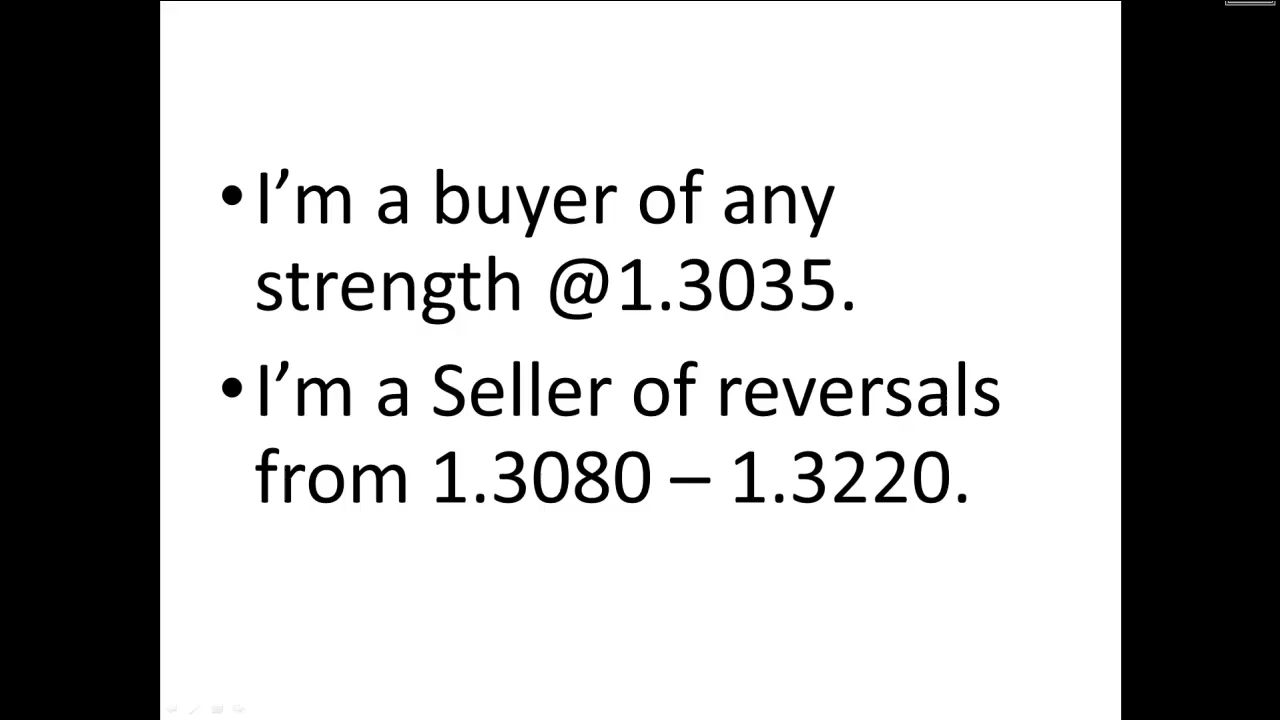 •I’m a buyer of any
strength @1.3035.
•I’m a Seller of reversals
from 1.3080 – 1.3220.